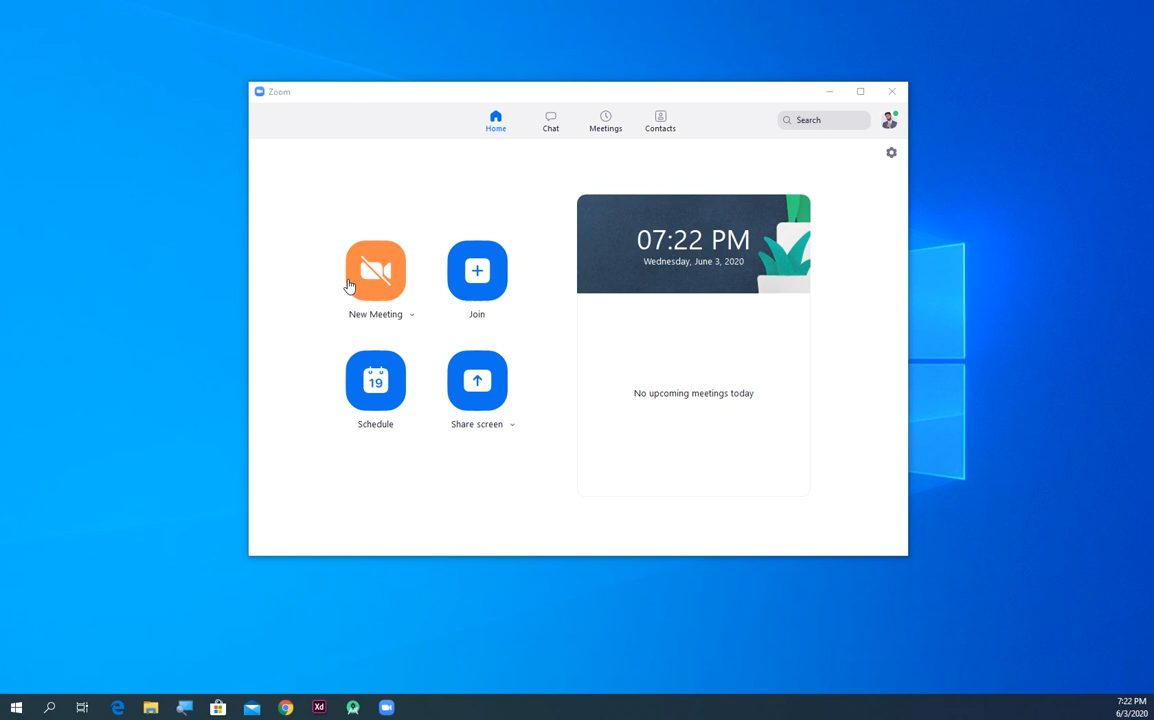 Zoom
Home
Chat
Meetings
Contacts
Search
07:22 PM
Wednesday, June 3, 2020
New Meeting
Join
19
Schedule
Share screen
No upcoming meetings today
Xd
7:22 PM
6/3/2020